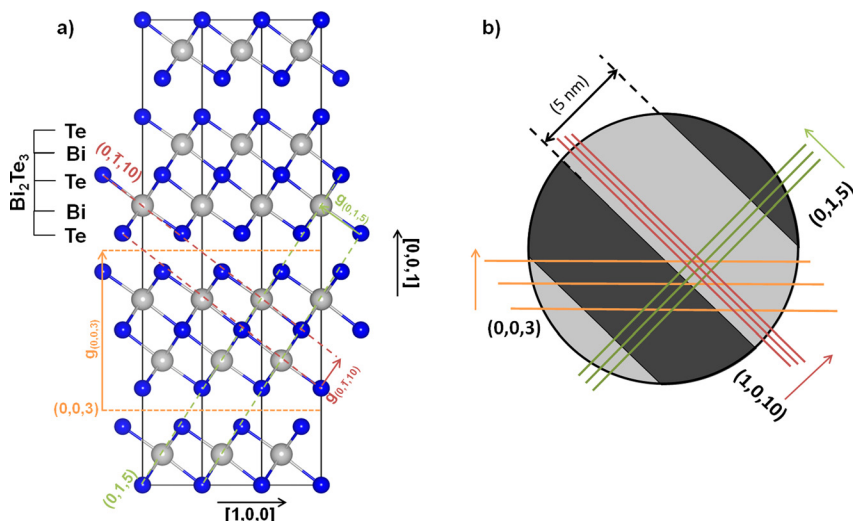 a)
b)
Bi₂Te₃
Te
Bi
Te
Bi
Te
(0,1̅,10)
g(0,1,5)
[0,0,1]
g(0,0,3)
g(0,1̅,10)
(0,0,3)
(0,1,5)
[1,0,0]
(5 nm)
(0,1,5)
(0,0,3)
(1,0,10)